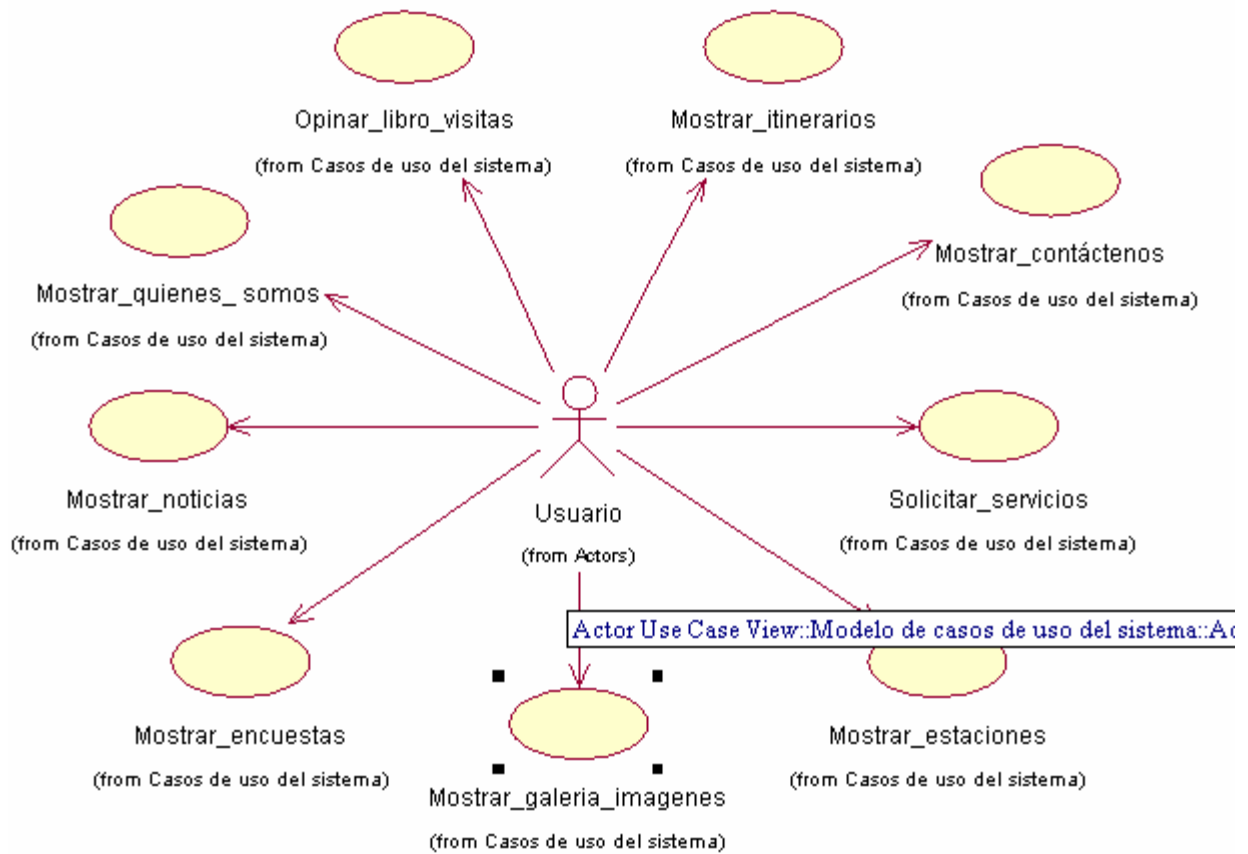 Opinar_libro_visitas
(from Casos de uso del sistema)
Mostrar_itinerarios
(from Casos de uso del sistema)
Mostrar_contáctenos
(from Casos de uso del sistema)
Mostrar_quienes_ somos
(from Casos de uso del sistema)
Mostrar_noticias
(from Casos de uso del sistema)
Usuario
(from Actors)
Solicitar_servicios
(from Casos de uso del sistema)
Actor Use Case View::Modelo de casos de uso del sistema::Ac
Mostrar_encuestas
(from Casos de uso del sistema)
Mostrar_galeria_imagenes
(from Casos de uso del sistema)
Mostrar_estaciones
(from Casos de uso del sistema)